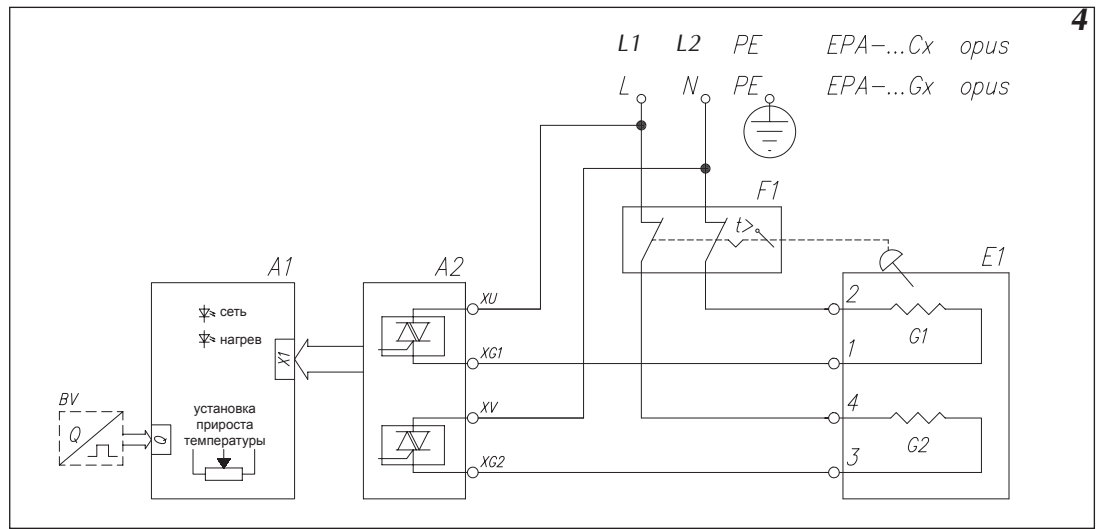 4
L1 L2 PE EPA-...Cx opus
L N PE EPA-...Gx opus
F1
t>
A1 A2 E1
XU 2
сеть
нагрев
G1
X1
XG1 1
BV
XV 4
установка
прироста
температуры
Q
Q
G2
XG2 3